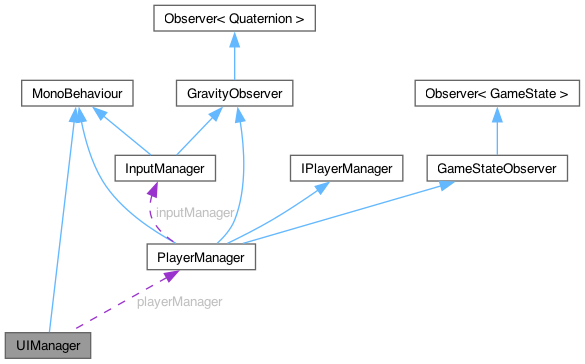 Observer< Quaternion >
MonoBehaviour
GravityObserver
Observer< GameState >
InputManager
IPlayerManager
GameStateObserver
inputManager
PlayerManager
playerManager
UIManager